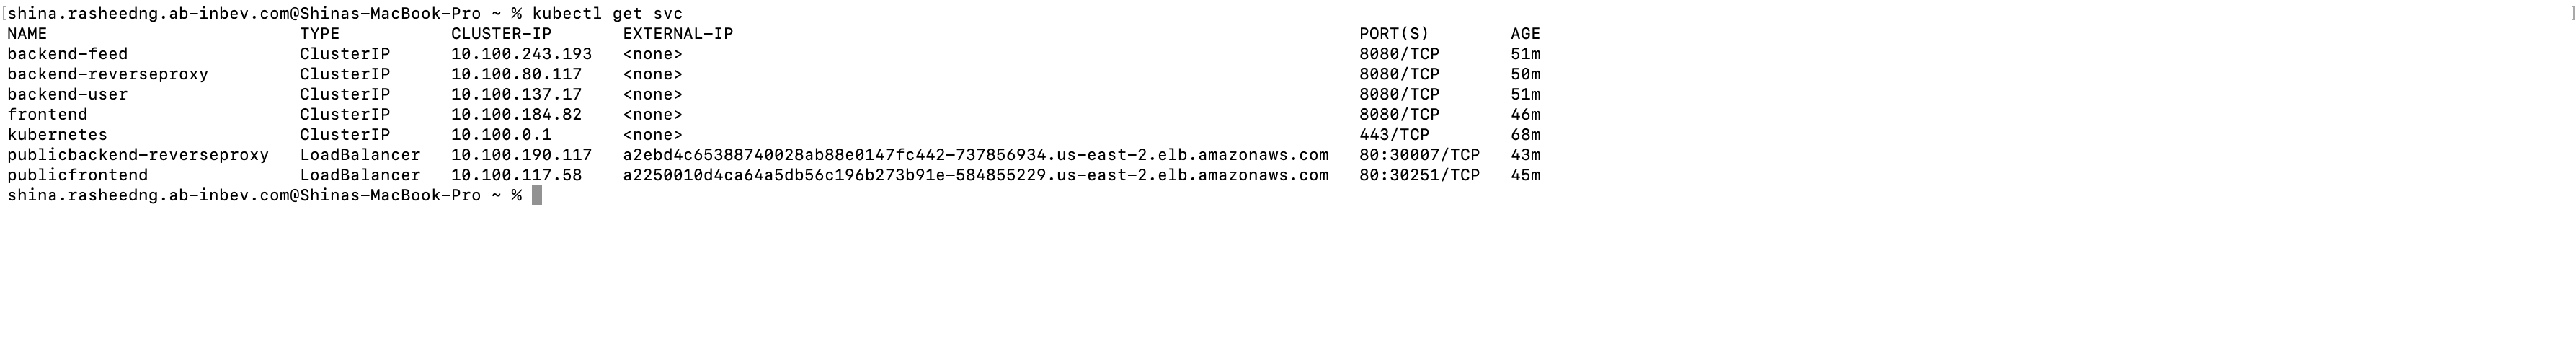 [shina.rasheedng.ab-inbev.com@Shinas-MacBook-Pro ~ % kubectl get svc ]
NAME TYPE CLUSTER-IP EXTERNAL-IP PORT(S) AGE
backend-feed ClusterIP 10.100.243.193 <none> 8080/TCP 51m
backend-reverseproxy ClusterIP 10.100.80.117 <none> 8080/TCP 50m
backend-user ClusterIP 10.100.137.17 <none> 8080/TCP 51m
frontend ClusterIP 10.100.184.82 <none> 8080/TCP 46m
kubernetes ClusterIP 10.100.0.1 <none> 443/TCP 68m
publicbackend-reverseproxy LoadBalancer 10.100.190.117 a2ebd4c65388740028ab88e0147fc442-737856934.us-east-2.elb.amazonaws.com 80:30007/TCP 43m
publicfrontend LoadBalancer 10.100.117.58 a2250010d4ca64a5db56c196b273b91e-584855229.us-east-2.elb.amazonaws.com 80:30251/TCP 45m
shina.rasheedng.ab-inbev.com@Shinas-MacBook-Pro ~ %